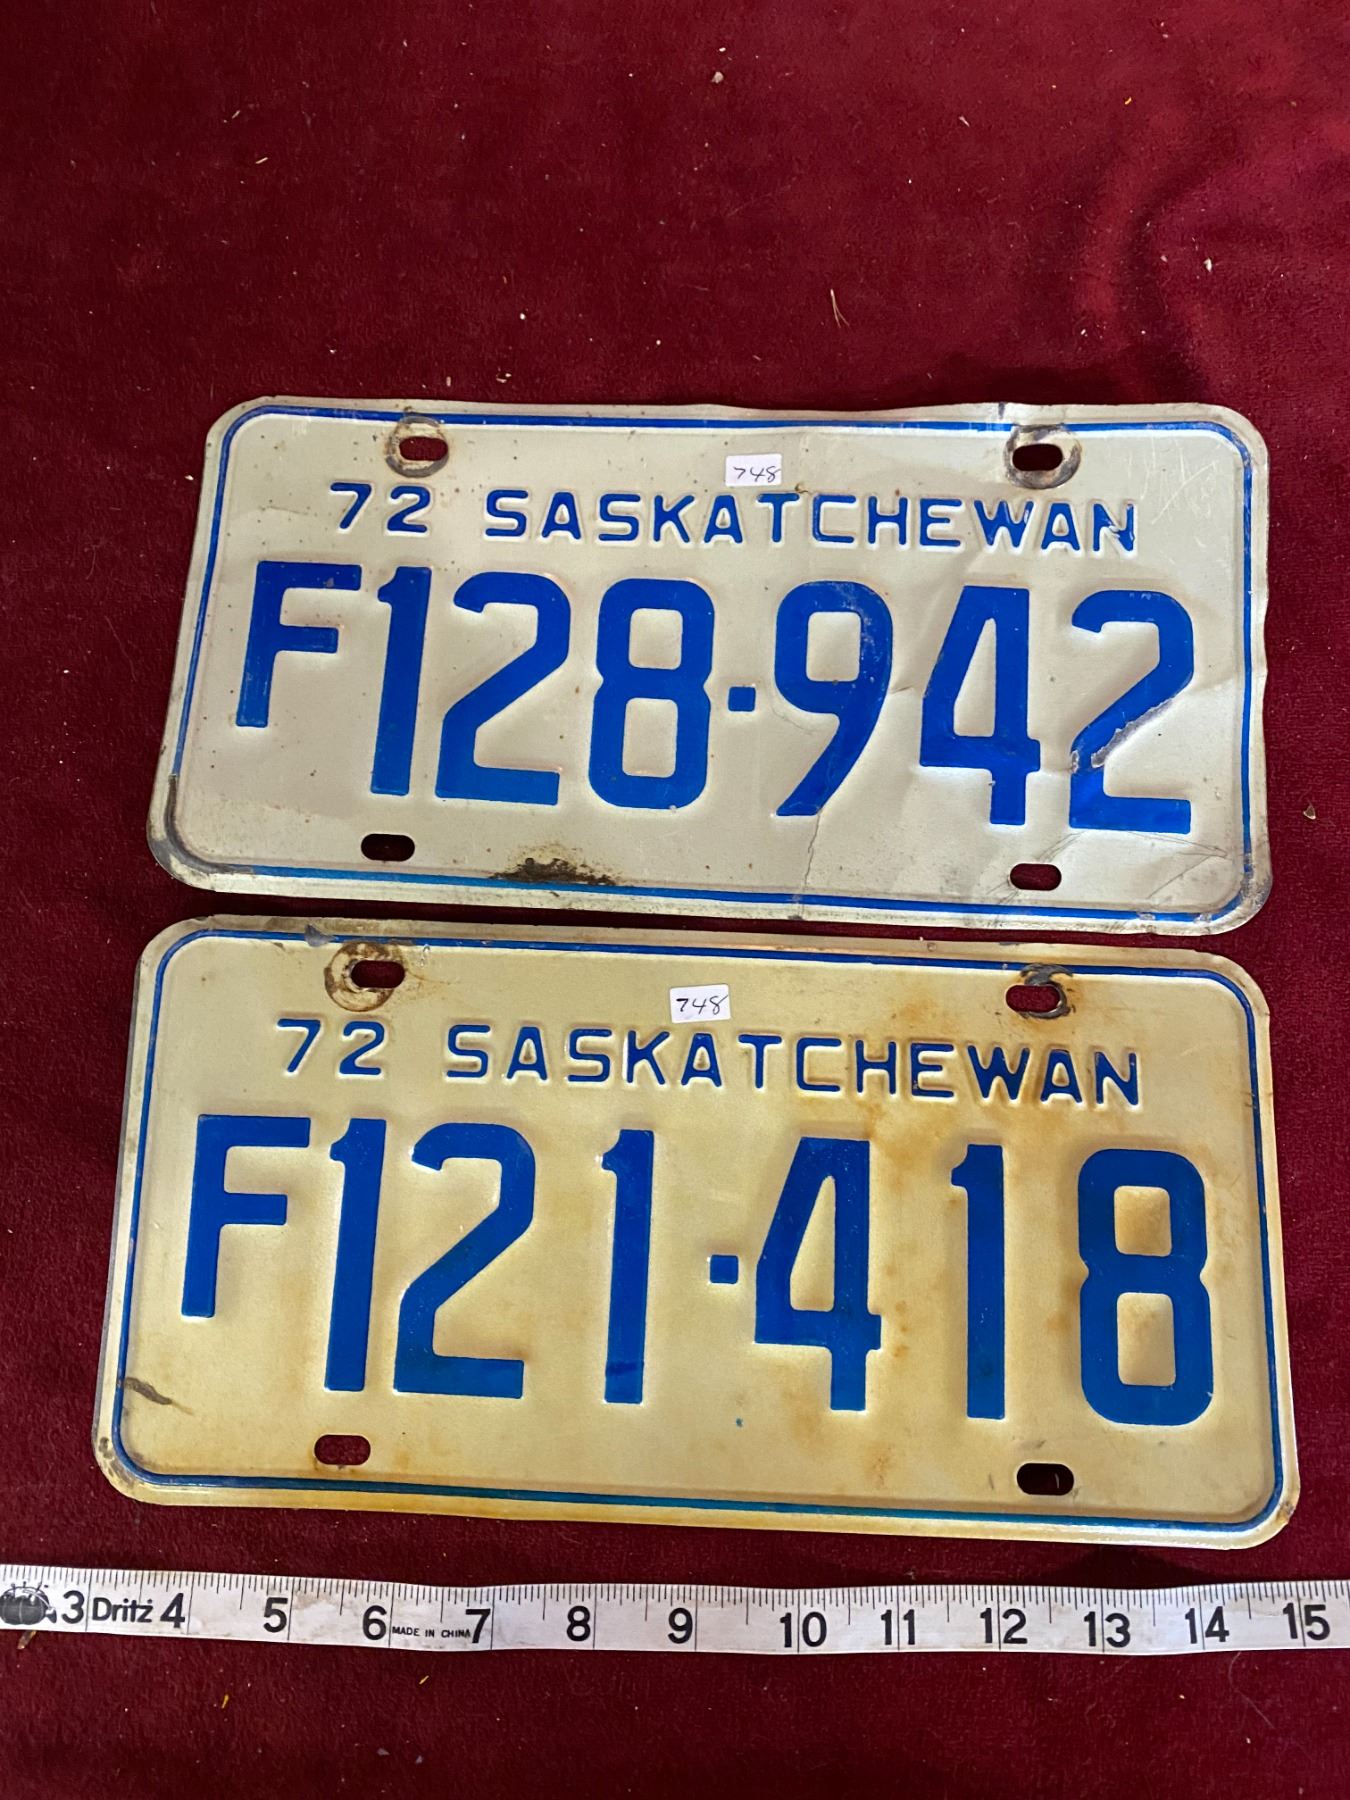 748
72 SASKATCHEWAN
F128·942
748
72 SASKATCHEWAN
F121·418
3 Dritz 4 5 6 MADE IN CHINA 7 8 9 10 11 12 13 14 15